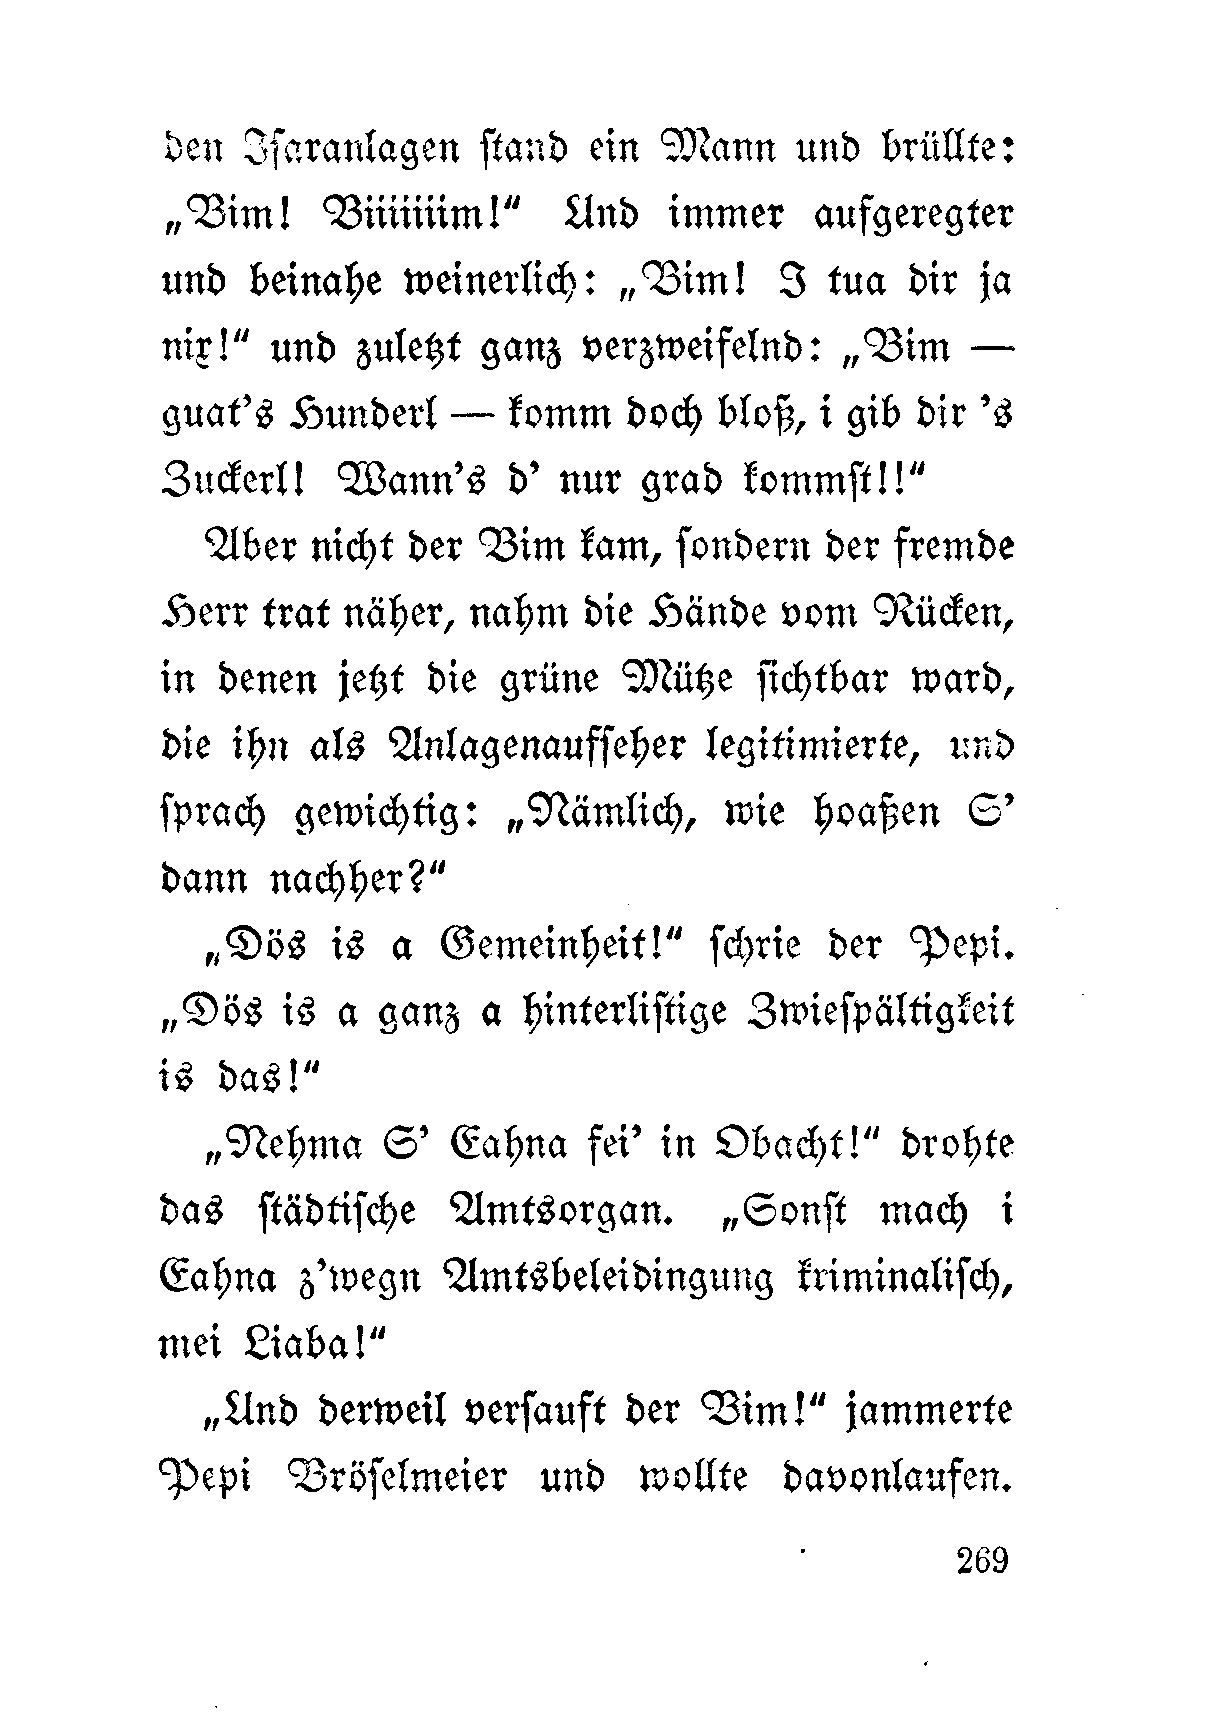 den Isaranlagen stand ein Mann und brüllte:
„Bim! Biiiiiiim!“ Und immer aufgeregter
und beinahe weinerlich: „Bim! I tua dir ja
nix!“ und zuletzt ganz verzweifelnd: „Bim —
guat’s Hunderl — komm doch bloß, i gib dir ’s
Zuckerl! Wann’s d’ nur grad kommst!!“
Aber nicht der Bim kam, sondern der fremde
Herr trat näher, nahm die Hände vom Rücken,
in denen jetzt die grüne Mütze sichtbar ward,
die ihn als Anlagenaufseher legitimierte, und
sprach gewichtig: „Nämlich, wie hoaßen S’
dann nachher?“
„Dös is a Gemeinheit!“ schrie der Pepi.
„Dös is a ganz a hinterlistige Zwiespältigkeit
is das!“
„Nehma S’ Eahna fei’ in Obacht!“ drohte
das städtische Amtsorgan. „Sonst mach i
Eahna z’wegn Amtsbeleidingung kriminalisch,
mei Liaba!“
„Und derweil versauft der Bim!“ jammerte
Pepi Bröselmeier und wollte davonlaufen.
269